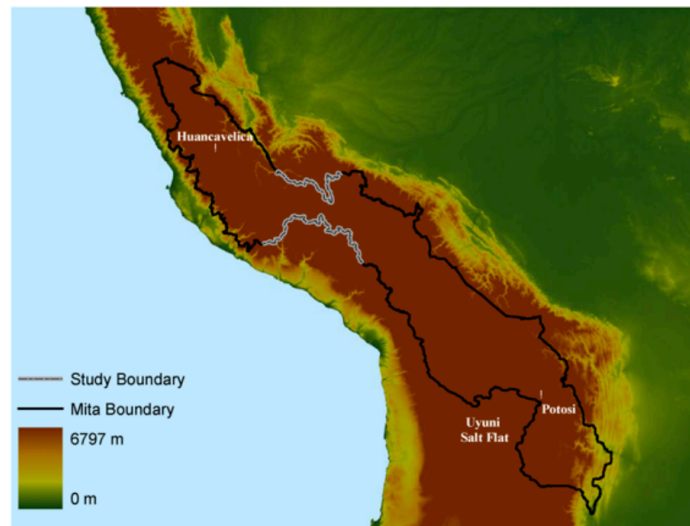 Huancavelica
Study Boundary
Mita Boundary
6797 m
0 m
Potosi
Uyuni
Salt Flat